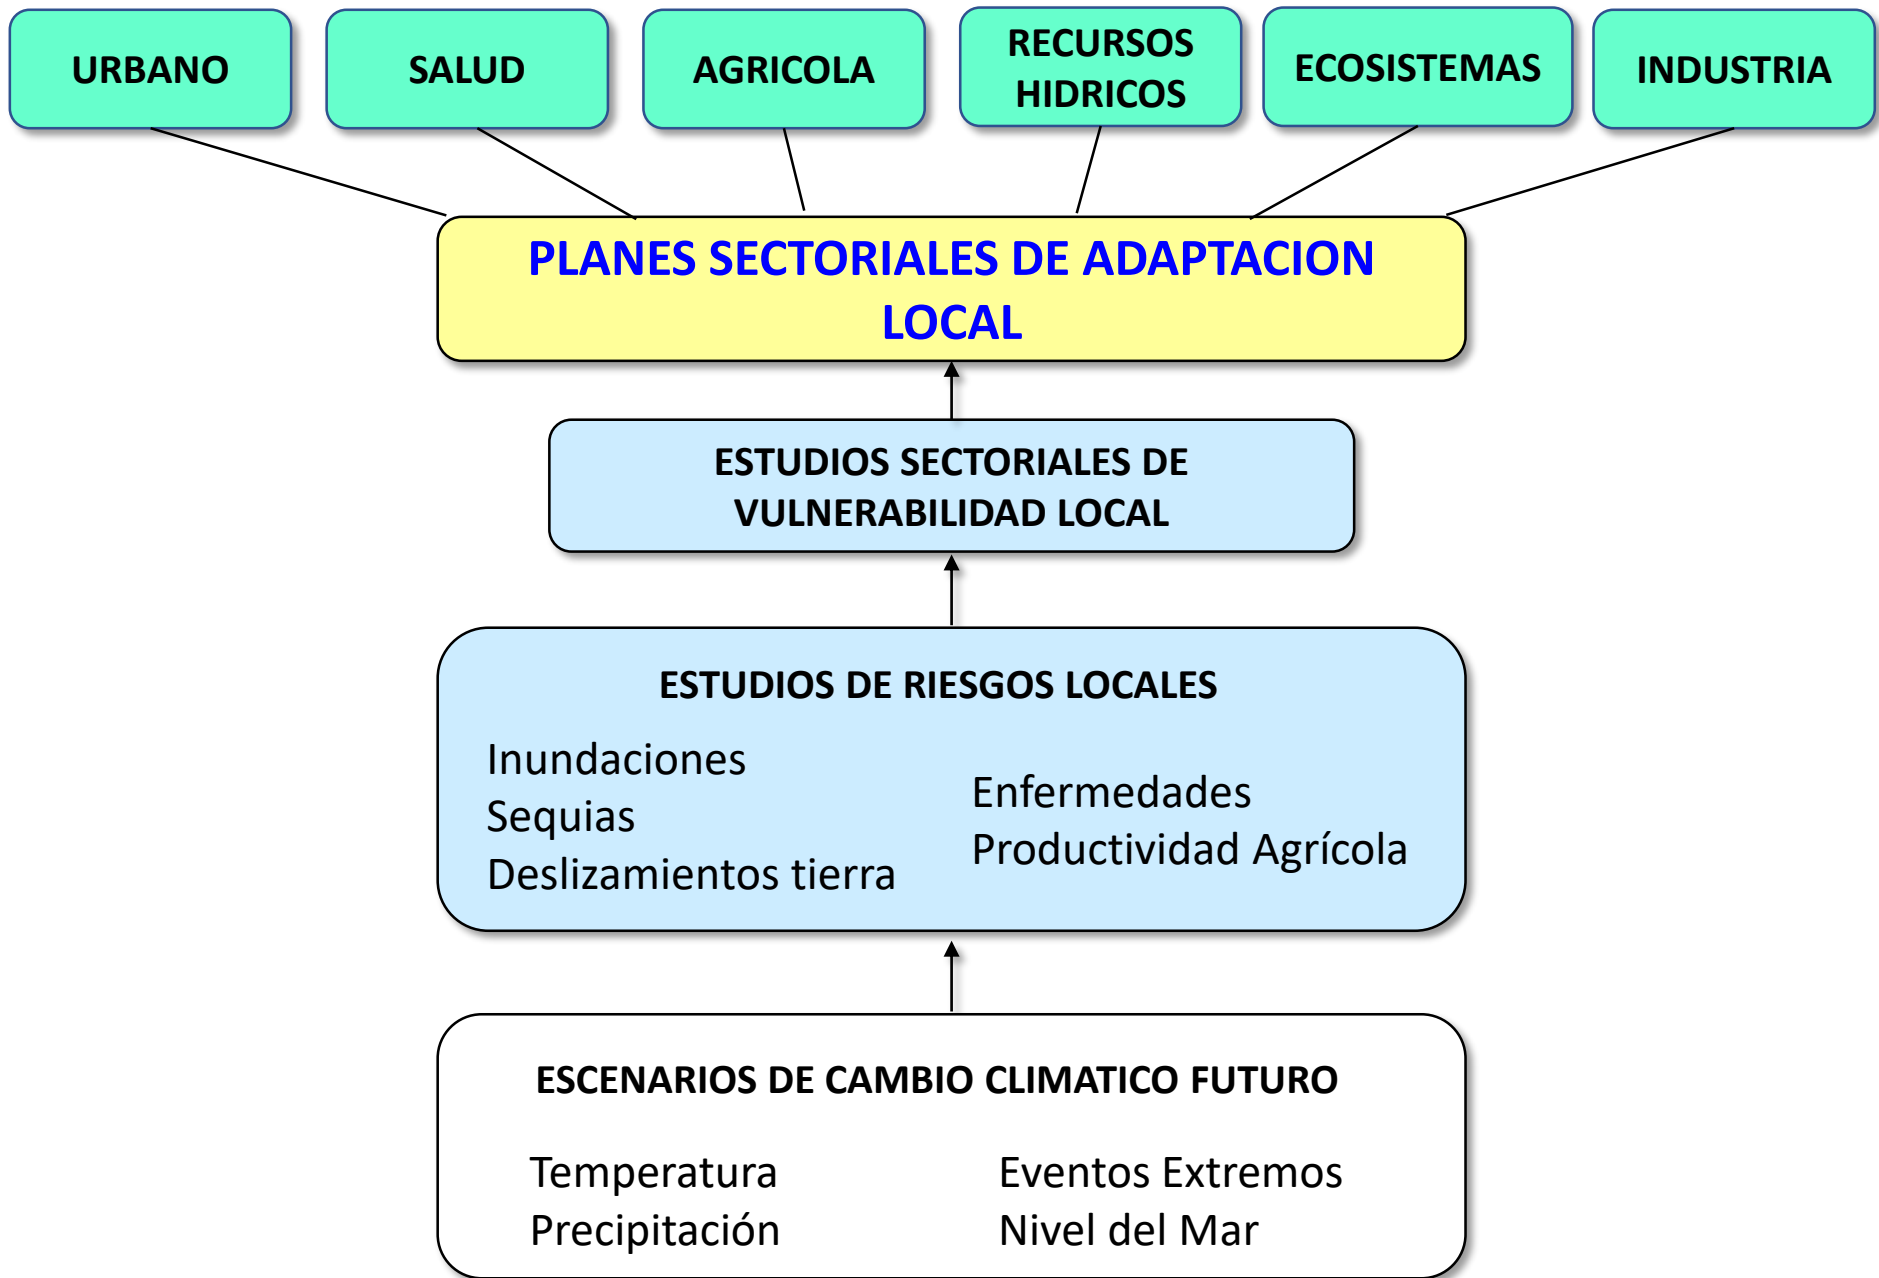 URBANO
SALUD
AGRICOLA
RECURSOS
HIDRICOS
ECOSISTEMAS
INDUSTRIA
PLANES SECTORIALES DE ADAPTACION
LOCAL
ESTUDIOS SECTORIALES DE
VULNERABILIDAD LOCAL
ESTUDIOS DE RIESGOS LOCALES
Inundaciones
Sequias
Deslizamientos tierra
Enfermedades
Productividad Agrícola
ESCENARIOS DE CAMBIO CLIMATICO FUTURO
Temperatura
Precipitación
Eventos Extremos
Nivel del Mar